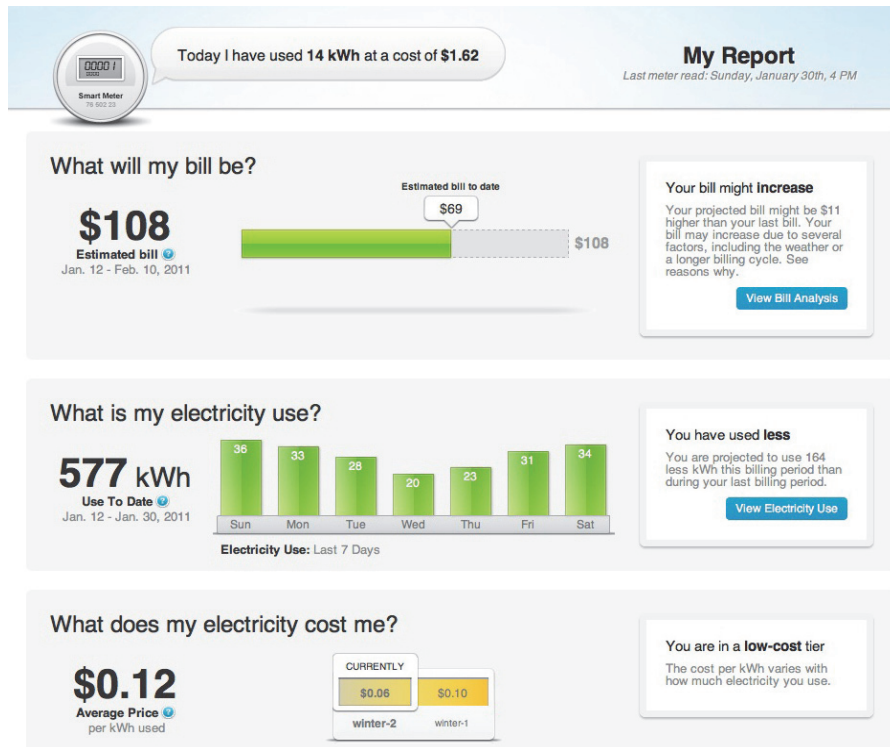 00001
0000
Smart Meter
78 602 23
Today I have used 14 kWh at a cost of $1.62
My Report
Last meter read: Sunday, January 30th, 4 PM
What will my bill be?
$108
Estimated bill ?
Jan. 12 - Feb. 10, 2011
Estimated bill to date
$69
$108
Your bill might increase
Your projected bill might be $11
higher than your last bill. Your
bill may increase due to several
factors, including the weather or
a longer billing cycle. See
reasons why.
View Bill Analysis
What is my electricity use?
577 kWh
Use To Date ?
Jan. 12 - Jan. 30, 2011
36 33 28 20 23 31 34
Sun Mon Tue Wed Thu Fri Sat
Electricity Use: Last 7 Days
You have used less
You are projected to use 164
less kWh this billing period than
during your last billing period.
View Electricity Use
What does my electricity cost me?
$0.12
Average Price ?
per kWh used
CURRENTLY
$0.06 $0.10
winter-2 winter-1
You are in a low-cost tier
The cost per kWh varies with
how much electricity you use.